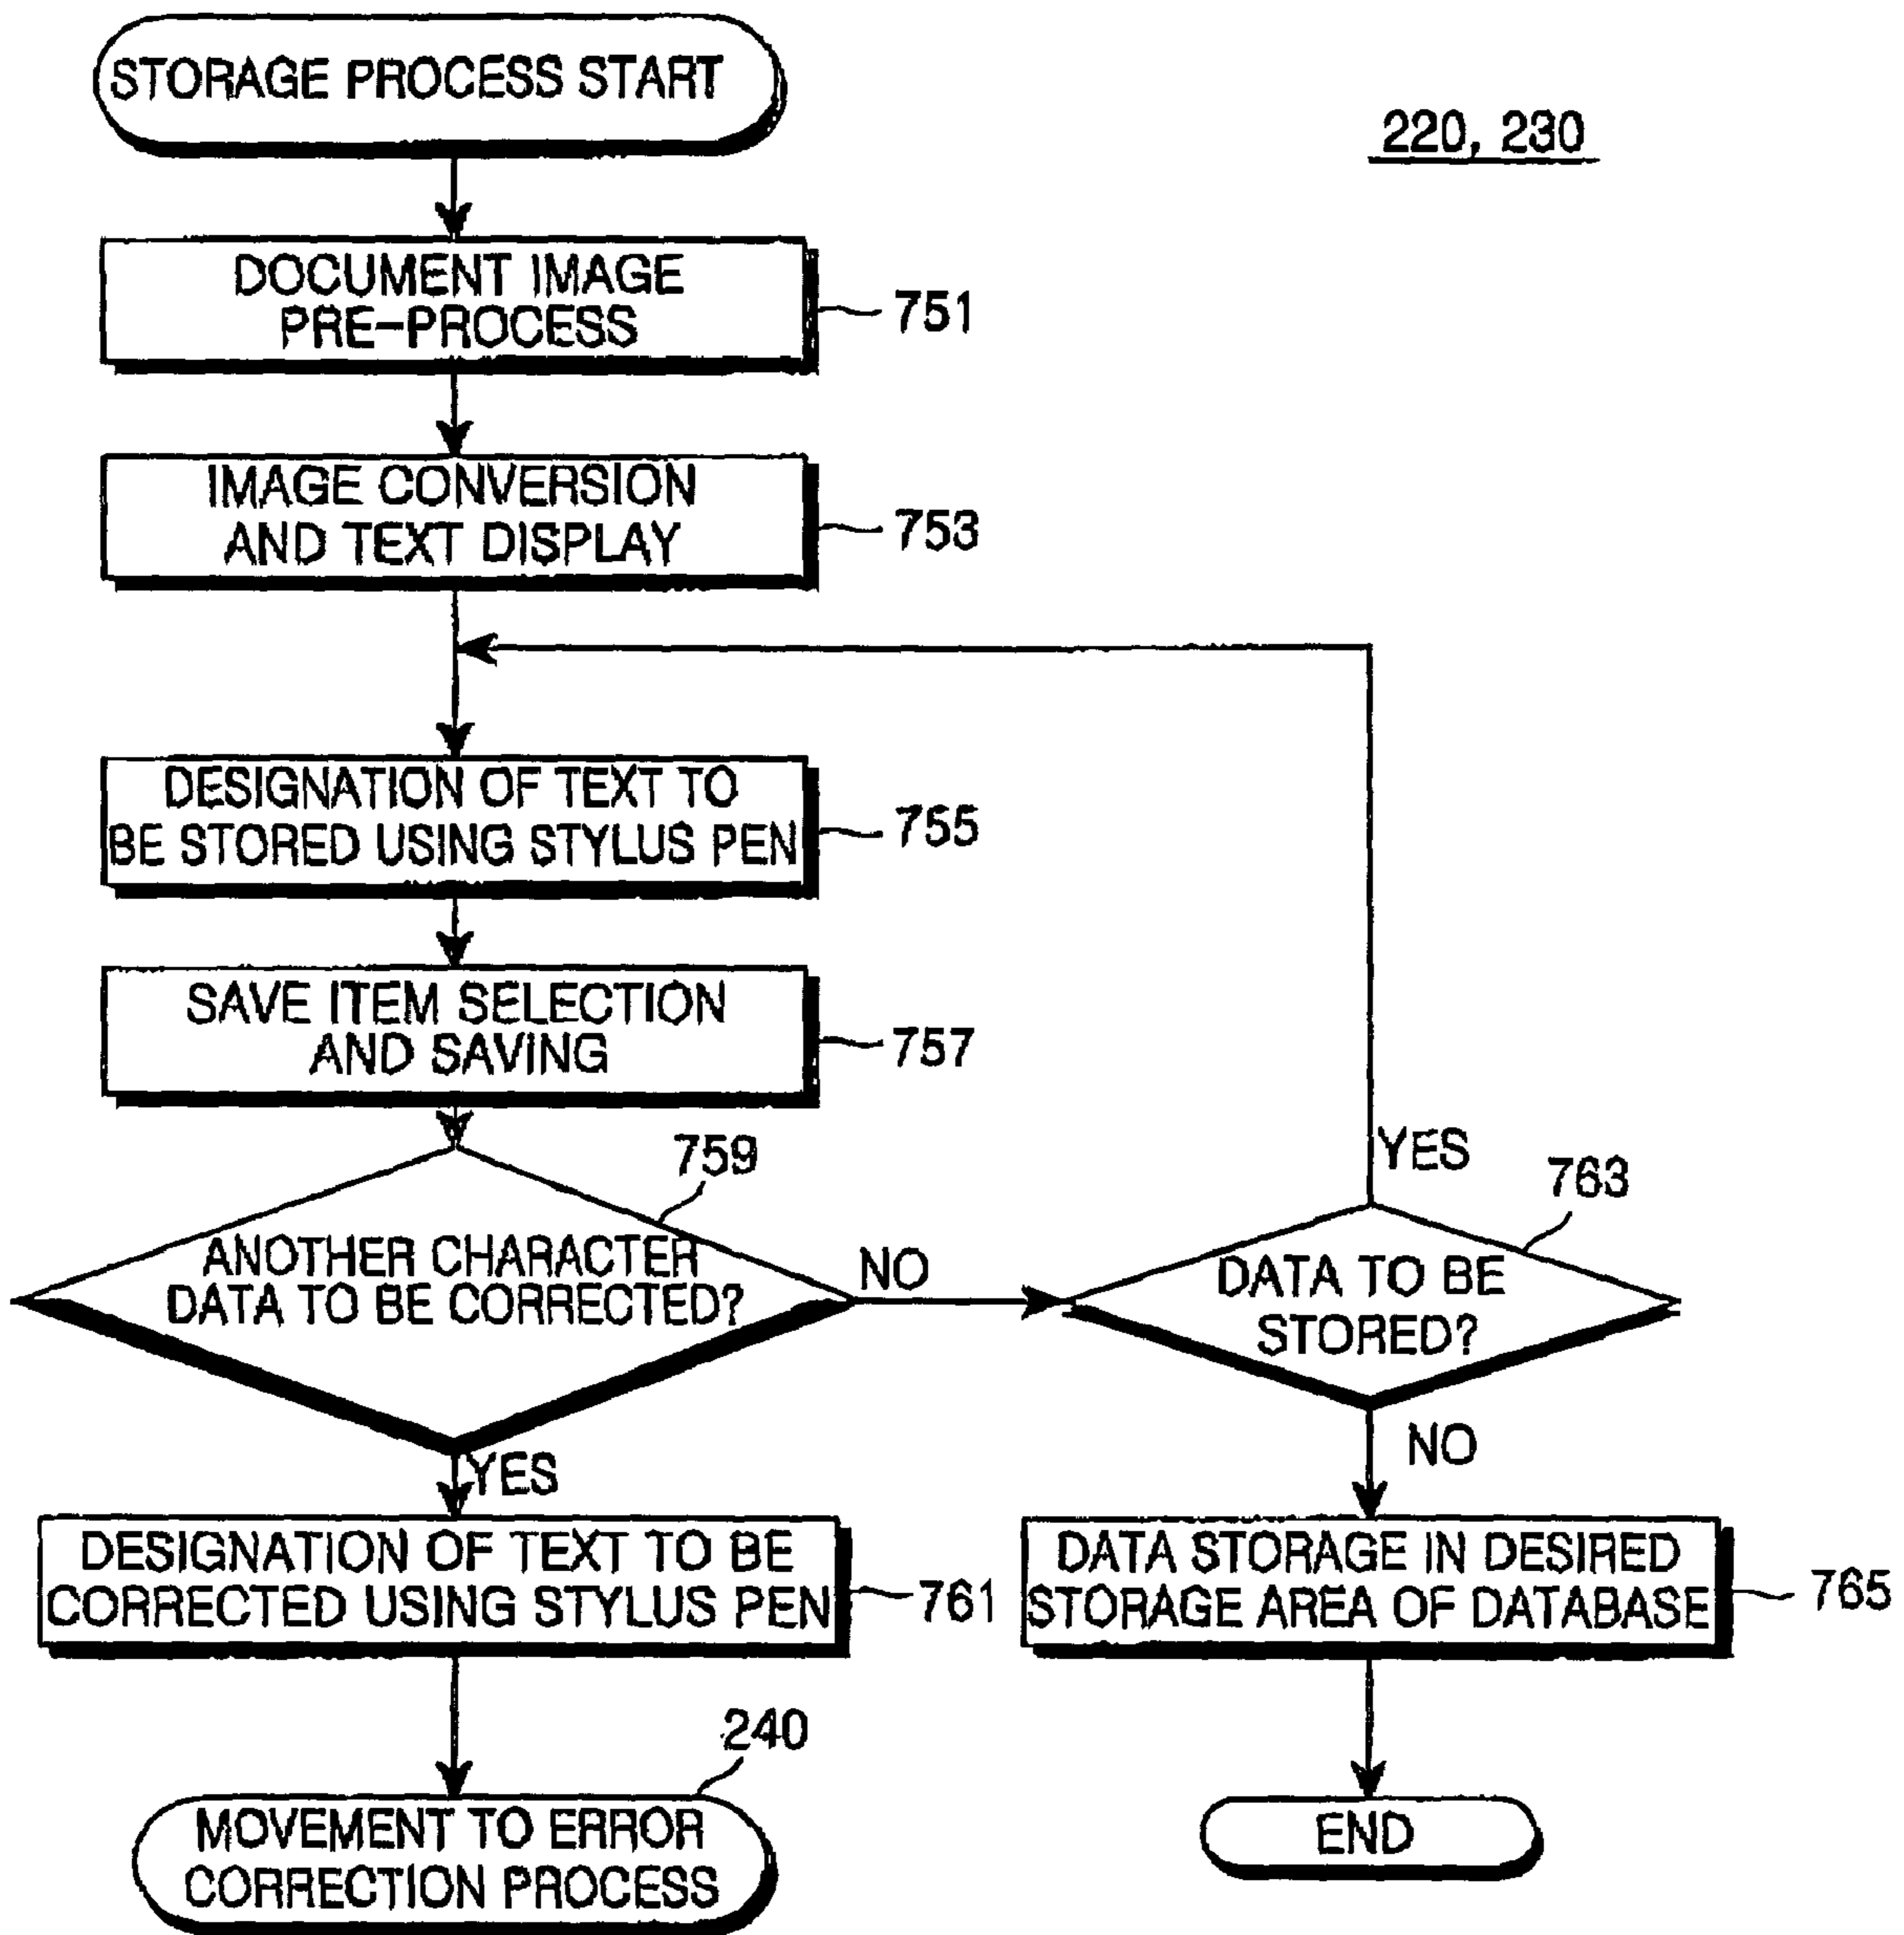 STORAGE PROCESS START
220, 230
DOCUMENT IMAGE
PRE-PROCESS
751
IMAGE CONVERSION
AND TEXT DISPLAY
753
DESIGNATION OF TEXT TO
BE STORED USING STYLUS PEN
755
SAVE ITEM SELECTION
AND SAVING
757
759
ANOTHER CHARACTER
DATA TO BE CORRECTED?
NO
YES
763
DATA TO BE
STORED?
YES
NO
DESIGNATION OF TEXT TO BE
CORRECTED USING STYLUS PEN
761
DATA STORAGE IN DESIRED
STORAGE AREA OF DATABASE
765
240
MOVEMENT TO ERROR
CORRECTION PROCESS
END